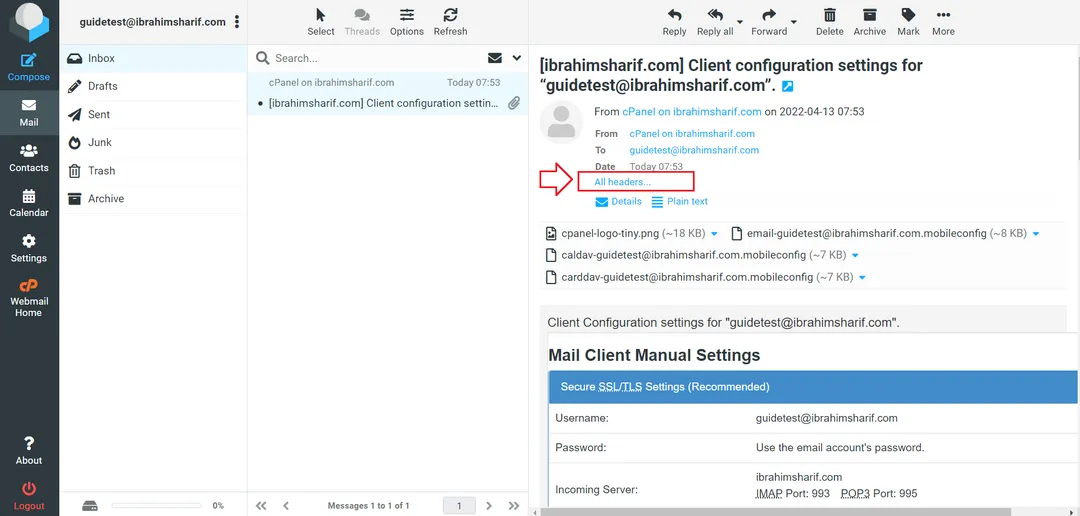 guidetest@ibrahimsharif.com
Compose
Mail
Contacts
Calendar
Settings
cP
Webmail
Home
About
Logout
Inbox
Drafts
Sent
Junk
Trash
Archive
0%
Select
Threads
Options
Refresh
Search...
cPanel on ibrahimsharif.com Today 07:53
• [ibrahimsharif.com] Client configuration settin...
Messages 1 to 1 of 1
1
Reply
Reply all
Forward
Delete
Archive
Mark
More
[ibrahimsharif.com] Client configuration settings for
“guidetest@ibrahimsharif.com”.
From cPanel on ibrahimsharif.com on 2022-04-13 07:53
From cPanel on ibrahimsharif.com
To guidetest@ibrahimsharif.com
Date Today 07:53
All headers...
Details Plain text
cpanel-logo-tiny.png (~18 KB) email-guidetest@ibrahimsharif.com.mobileconfig (~8 KB)
caldav-guidetest@ibrahimsharif.com.mobileconfig (~7 KB)
carddav-guidetest@ibrahimsharif.com.mobileconfig (~7 KB)
Client Configuration settings for "guidetest@ibrahimsharif.com".
Mail Client Manual Settings
Secure SSL/TLS Settings (Recommended)
Username: guidetest@ibrahimsharif.com
Password: Use the email account's password.
Incoming Server: ibrahimsharif.com
IMAP Port: 993 POP3 Port: 995